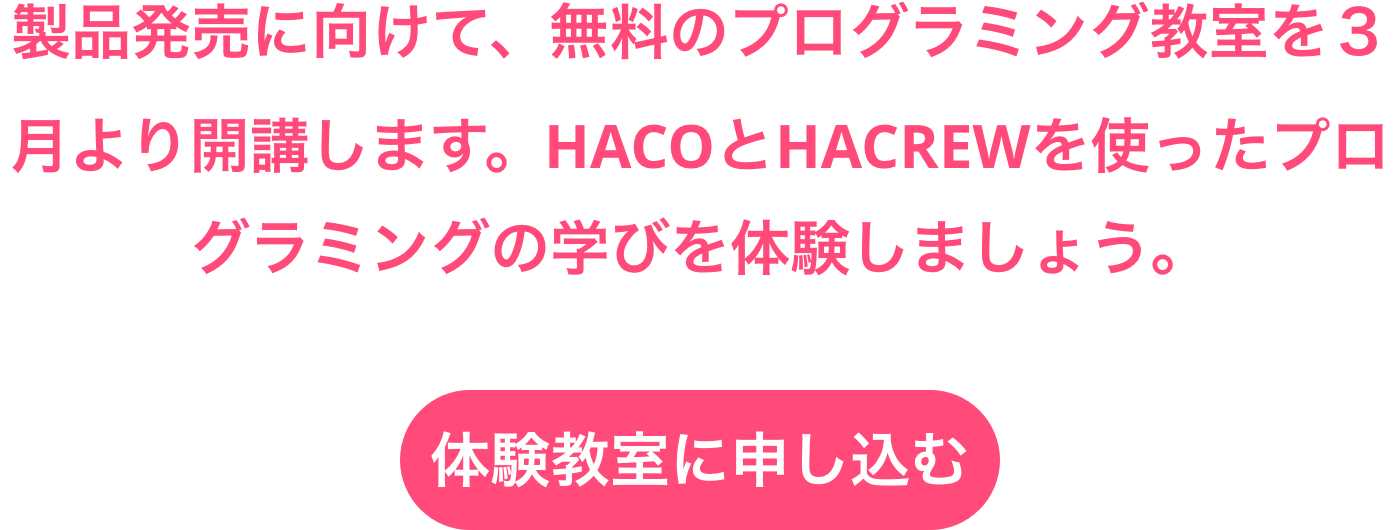 製品発売に向けて、無料のプログラミング教室を３
月より開講します。HACOとHACREWを使ったプロ
グラミングの学びを体験しましょう。
体験教室に申し込む